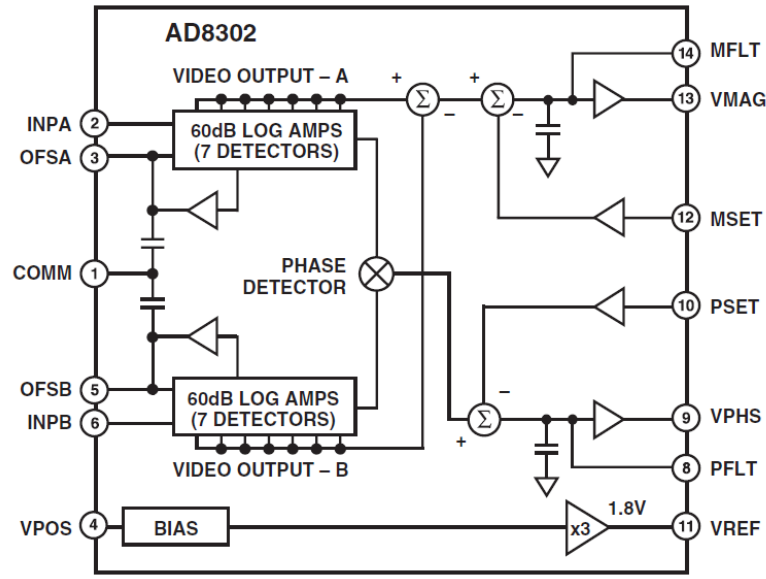 AD8302
VIDEO OUTPUT – A
INPA 2
OFSA 3
60dB LOG AMPS
(7 DETECTORS)
+ Σ –
+ Σ –
14 MFLT
13 VMAG
12 MSET
COMM 1
PHASE
DETECTOR
10 PSET
OFSB 5
INPB 6
60dB LOG AMPS
(7 DETECTORS)
VIDEO OUTPUT – B
–
+ Σ
9 VPHS
8 PFLT
VPOS 4
BIAS
x3
1.8V
11 VREF